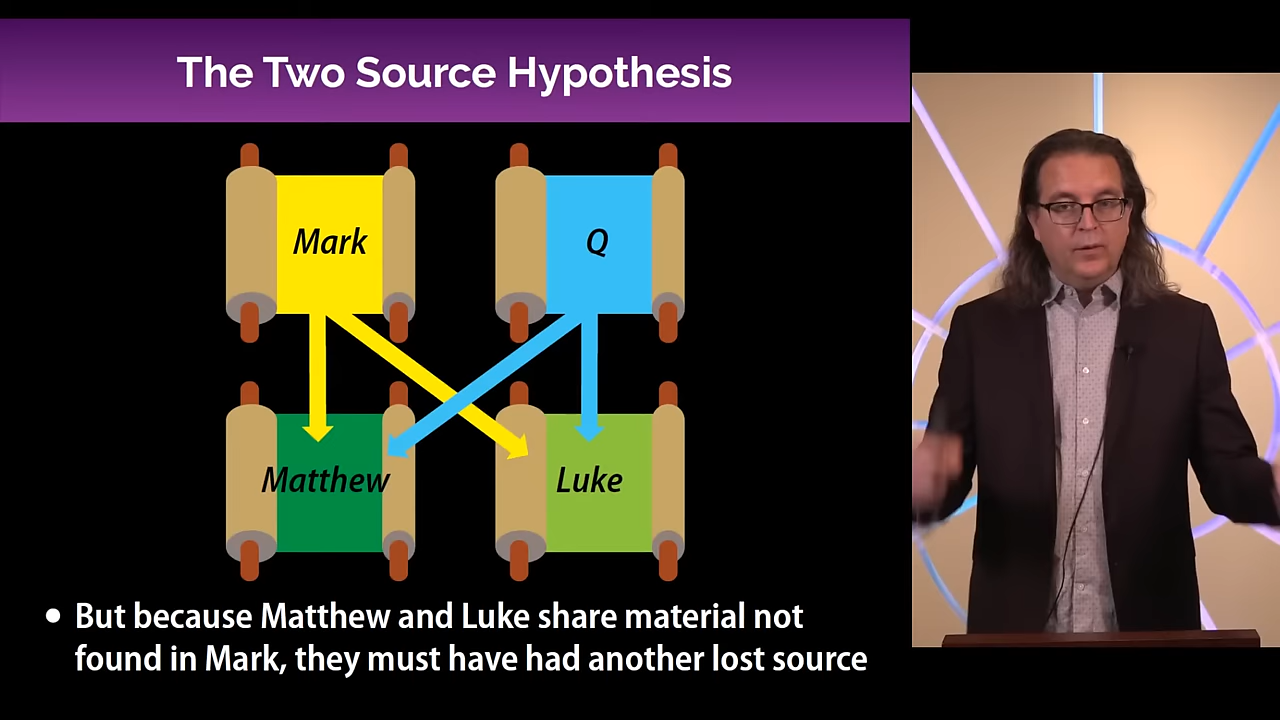 The Two Source Hypothesis
Mark
Q
Matthew
Luke
• But because Matthew and Luke share material not
found in Mark, they must have had another lost source